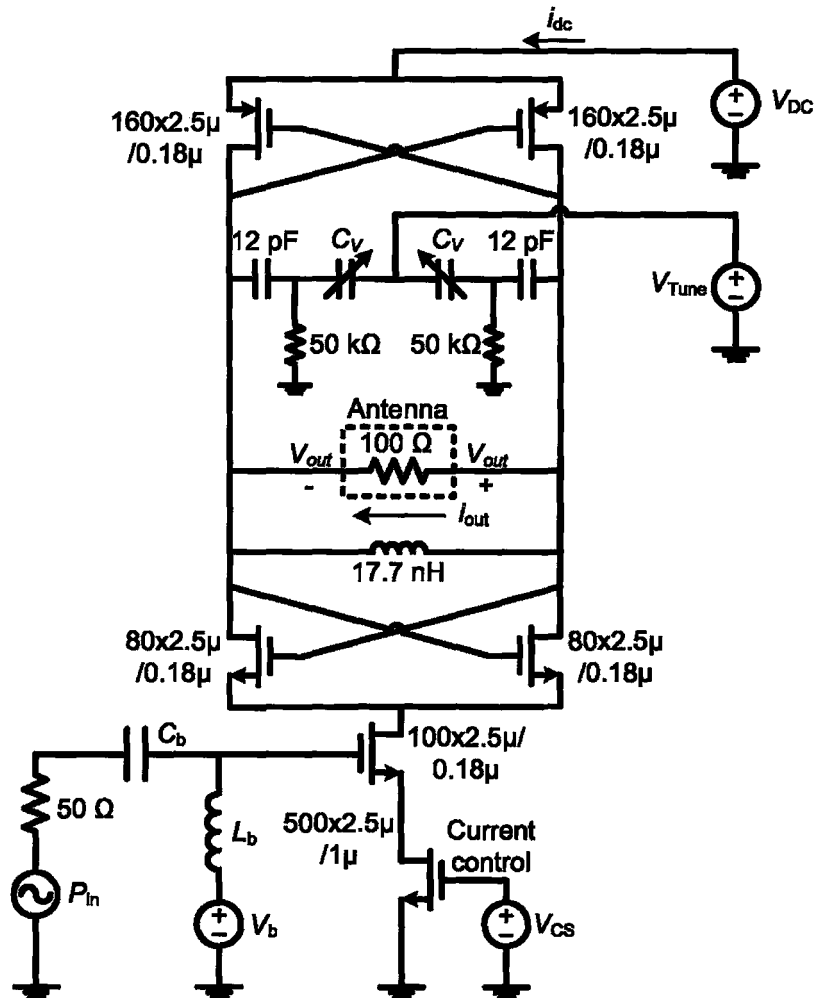 i_dc
160x2.5μ
/0.18μ
160x2.5μ
/0.18μ
V_DC
12 pF
C_V
C_V
12 pF
V_Tune
50 kΩ
50 kΩ
Antenna
100 Ω
V_out
-
V_out
+
i_out
17.7 nH
80x2.5μ
/0.18μ
80x2.5μ
/0.18μ
C_b
100x2.5μ/
0.18μ
50 Ω
L_b
500x2.5μ
/1μ
Current
control
P_in
V_b
V_CS